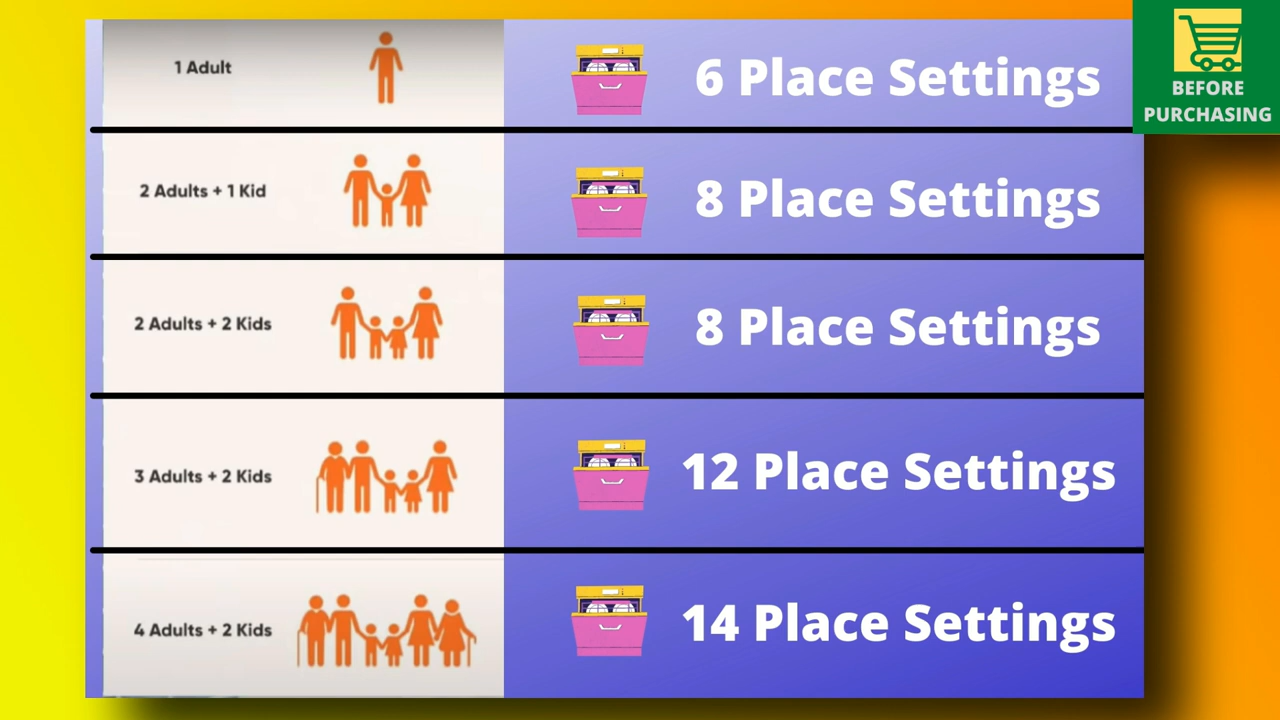 1 Adult
6 Place Settings
BEFORE
PURCHASING
2 Adults + 1 Kid
8 Place Settings
2 Adults + 2 Kids
8 Place Settings
3 Adults + 2 Kids
12 Place Settings
4 Adults + 2 Kids
14 Place Settings